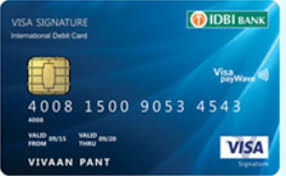 VISA SIGNATURE
International Debit Card
IDBI BANK
Visa
payWave
4008 1500 9053 4543
4008
VALID FROM 09/15 VALID THRU 09/20
VIVAAN PANT
VISA
Signature